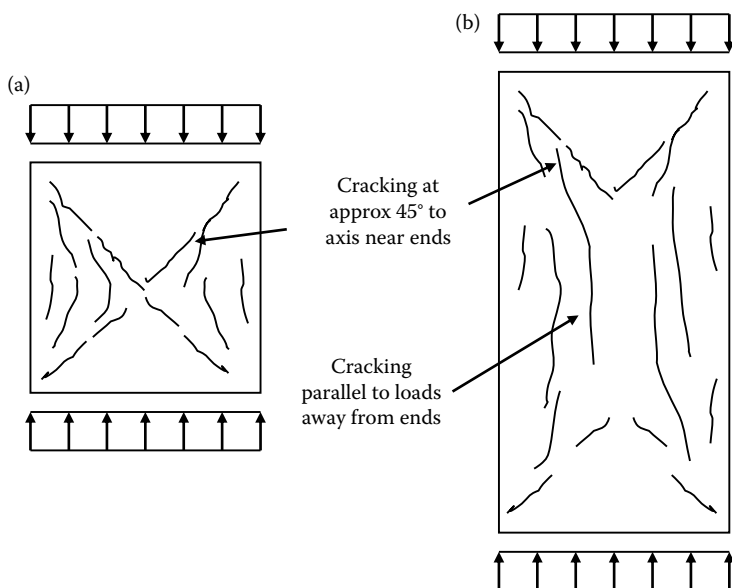 (a)
(b)
Cracking at
approx 45° to
axis near ends
Cracking
parallel to loads
away from ends